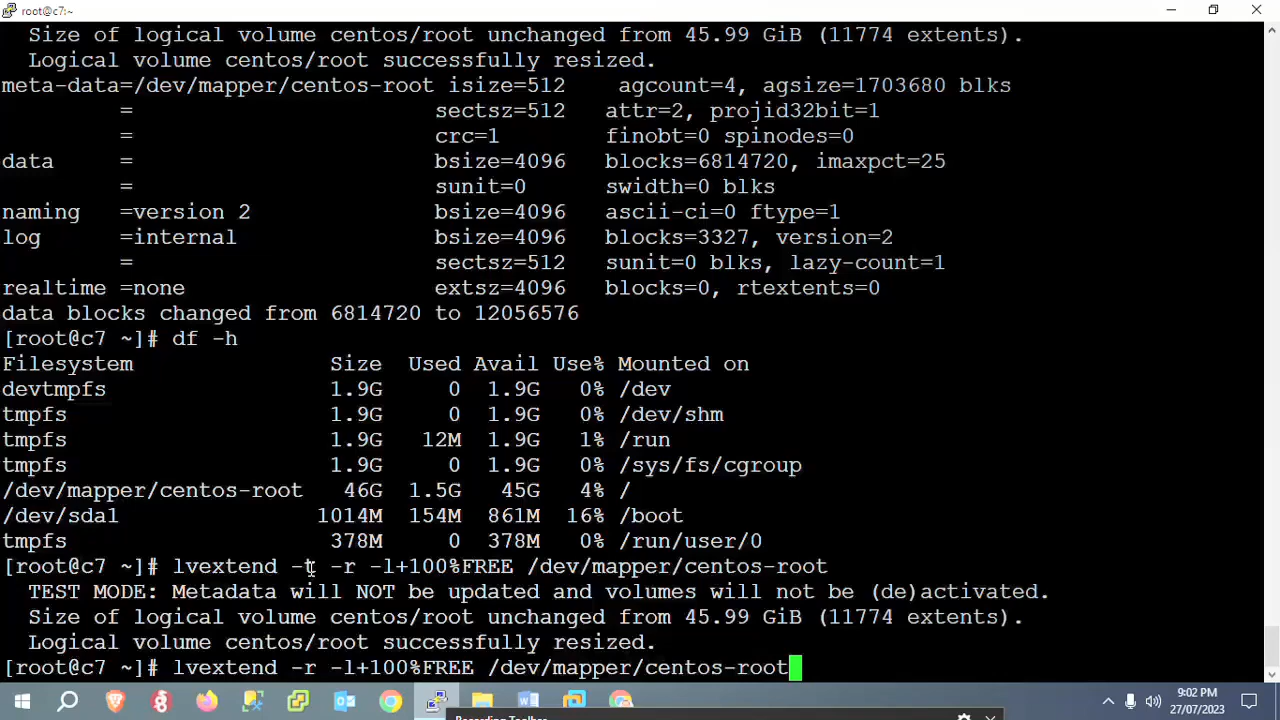 root@c7:~
Size of logical volume centos/root unchanged from 45.99 GiB (11774 extents).
Logical volume centos/root successfully resized.
meta-data=/dev/mapper/centos-root isize=512 agcount=4, agsize=1703680 blks
= sectsz=512 attr=2, projid32bit=1
= crc=1 finobt=0 spinodes=0
data = bsize=4096 blocks=6814720, imaxpct=25
= sunit=0 swidth=0 blks
naming =version 2 bsize=4096 ascii-ci=0 ftype=1
log =internal bsize=4096 blocks=3327, version=2
= sectsz=512 sunit=0 blks, lazy-count=1
realtime =none extsz=4096 blocks=0, rtextents=0
data blocks changed from 6814720 to 12056576
[root@c7 ~]# df -h
Filesystem Size Used Avail Use% Mounted on
devtmpfs 1.9G 0 1.9G 0% /dev
tmpfs 1.9G 0 1.9G 0% /dev/shm
tmpfs 1.9G 12M 1.9G 1% /run
tmpfs 1.9G 0 1.9G 0% /sys/fs/cgroup
/dev/mapper/centos-root 46G 1.5G 45G 4% /
/dev/sda1 1014M 154M 861M 16% /boot
tmpfs 378M 0 378M 0% /run/user/0
[root@c7 ~]# lvextend -t -r -l+100%FREE /dev/mapper/centos-root
TEST MODE: Metadata will NOT be updated and volumes will not be (de)activated.
Size of logical volume centos/root unchanged from 45.99 GiB (11774 extents).
Logical volume centos/root successfully resized.
[root@c7 ~]# lvextend -r -l+100%FREE /dev/mapper/centos-root
9:02 PM
27/07/2023
Recording Toolbar